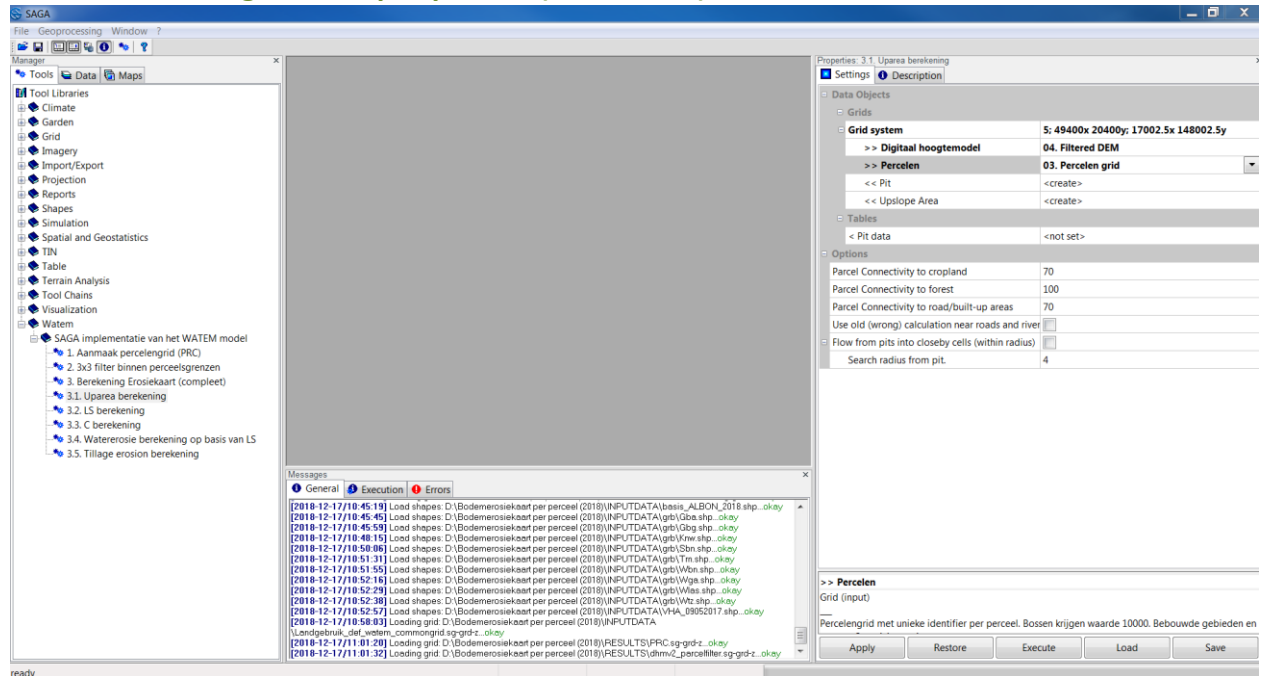 SAGA
File Geoprocessing Window ?
Manager
Tools Data Maps
Tool Libraries
Climate
Garden
Grid
Imagery
Import/Export
Projection
Reports
Shapes
Simulation
Spatial and Geostatistics
TIN
Table
Terrain Analysis
Tool Chains
Visualization
Watem
SAGA implementatie van het WATEM model
1. Aanmaak percelengrid (PRC)
2. 3x3 filter binnen perceelsgrenzen
3. Berekening Erosiekaart (compleet)
3.1. Uparea berekening
3.2. LS berekening
3.3. C berekening
3.4. Watererosie berekening op basis van LS
3.5. Tillage erosion berekening
Messages
General Execution Errors
[2018-12-17/10:45:19] Load shapes: D:\Bodemerosiekaart per perceel (2018)\INPUTDATA\basis_ALBON_2018.shp...okay
[2018-12-17/10:45:45] Load shapes: D:\Bodemerosiekaart per perceel (2018)\INPUTDATA\grb\Gba.shp...okay
[2018-12-17/10:45:59] Load shapes: D:\Bodemerosiekaart per perceel (2018)\INPUTDATA\grb\Gbg.shp...okay
[2018-12-17/10:48:15] Load shapes: D:\Bodemerosiekaart per perceel (2018)\INPUTDATA\grb\Knw.shp...okay
[2018-12-17/10:50:06] Load shapes: D:\Bodemerosiekaart per perceel (2018)\INPUTDATA\grb\Sbn.shp...okay
[2018-12-17/10:51:31] Load shapes: D:\Bodemerosiekaart per perceel (2018)\INPUTDATA\grb\Trn.shp...okay
[2018-12-17/10:51:55] Load shapes: D:\Bodemerosiekaart per perceel (2018)\INPUTDATA\grb\Wbn.shp...okay
[2018-12-17/10:52:16] Load shapes: D:\Bodemerosiekaart per perceel (2018)\INPUTDATA\grb\Wga.shp...okay
[2018-12-17/10:52:29] Load shapes: D:\Bodemerosiekaart per perceel (2018)\INPUTDATA\grb\Wlas.shp...okay
[2018-12-17/10:52:38] Load shapes: D:\Bodemerosiekaart per perceel (2018)\INPUTDATA\grb\Wtz.shp...okay
[2018-12-17/10:52:57] Load shapes: D:\Bodemerosiekaart per perceel (2018)\INPUTDATA\VHA_09052017.shp...okay
[2018-12-17/10:58:03] Loading grid: D:\Bodemerosiekaart per perceel (2018)\INPUTDATA
\Landgebruik_def_watem_commongrid.sg-grd-z...okay
[2018-12-17/11:01:20] Loading grid: D:\Bodemerosiekaart per perceel (2018)\RESULTS\PRC.sg-grd-z...okay
[2018-12-17/11:01:32] Loading grid: D:\Bodemerosiekaart per perceel (2018)\RESULTS\dhmv2_parcelfilter.sg-grd-z...okay
Properties: 3.1. Uparea berekening
Settings Description
Data Objects
Grids
Grid system 5; 49400x 20400y; 17002.5x 148002.5y
>> Digitaal hoogtemodel 04. Filtered DEM
>> Percelen 03. Percelen grid
<< Pit <create>
<< Upslope Area <create>
Tables
< Pit data <not set>
Options
Parcel Connectivity to cropland 70
Parcel Connectivity to forest 100
Parcel Connectivity to road/built-up areas 70
Use old (wrong) calculation near roads and river
Flow from pits into closeby cells (within radius)
Search radius from pit. 4
>> Percelen
Grid (input)
Percelengrid met unieke identifier per perceel. Bossen krijgen waarde 10000. Bebouwde gebieden en
Apply Restore Execute Load Save
ready